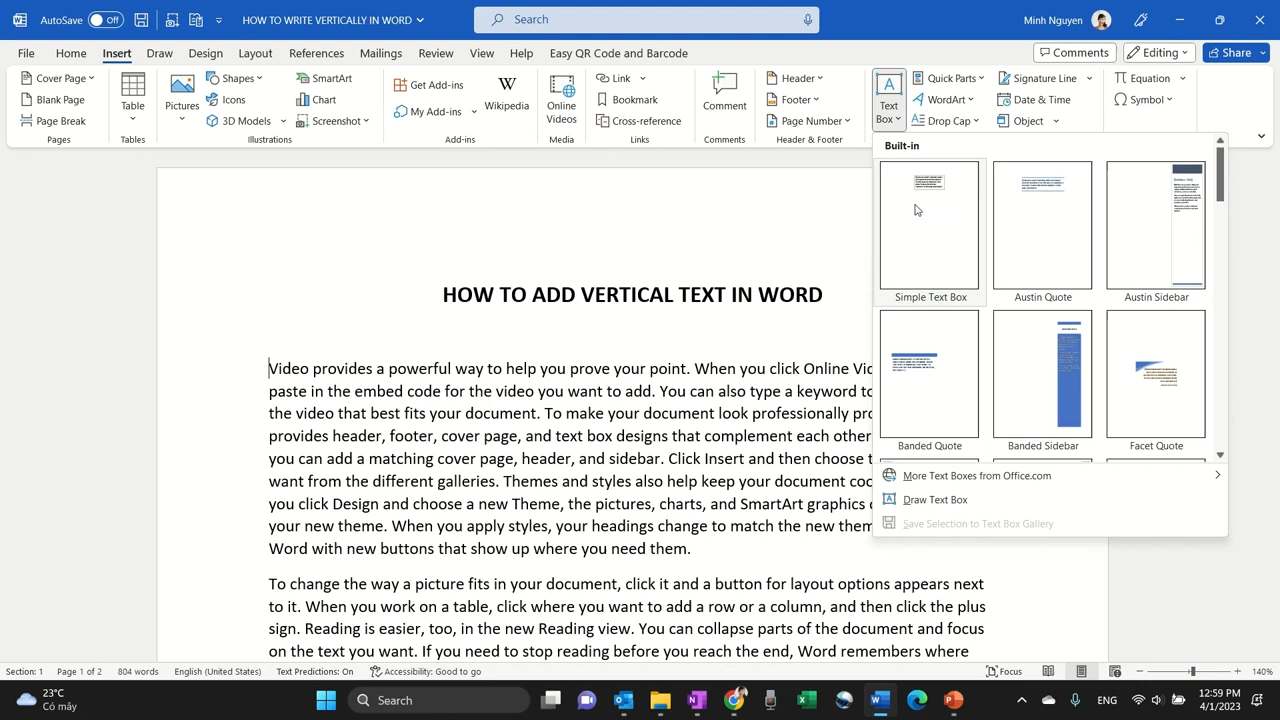 AutoSave Off
HOW TO WRITE VERTICALLY IN WORD
Search
Minh Nguyen
File Home Insert Draw Design Layout References Mailings Review View Help Easy QR Code and Barcode
Comments Editing Share
Cover Page
Blank Page
Page Break
Pages
Table
Tables
Pictures
Shapes
Icons
3D Models
SmartArt
Chart
Screenshot
Illustrations
Get Add-ins
My Add-ins
W
Wikipedia
Add-ins
Online
Videos
Media
Link
Bookmark
Cross-reference
Links
Comment
Comments
Header
Footer
Page Number
Header & Footer
Text
Box
Quick Parts
WordArt
Drop Cap
Signature Line
Date & Time
Object
Equation
Symbol
Built-in
Simple Text Box
Austin Quote
Austin Sidebar
Banded Quote
Banded Sidebar
Facet Quote
More Text Boxes from Office.com
Draw Text Box
Save Selection to Text Box Gallery
HOW TO ADD VERTICAL TEXT IN WORD
Video provides a powerful way to help you prove your point. When you click Online
paste in the embed code for the video you want to add. You can also type a keyword
the video that best fits your document. To make your document look professionally
provides header, footer, cover page, and text box designs that complement each other
you can add a matching cover page, header, and sidebar. Click Insert and then choose
want from the different galleries. Themes and styles also help keep your document
you click Design and choose a new Theme, the pictures, charts, and SmartArt graphics
your new theme. When you apply styles, your headings change to match the new
Word with new buttons that show up where you need them.
To change the way a picture fits in your document, click it and a button for layout options appears next
to it. When you work on a table, click where you want to add a row or a column, and then click the plus
sign. Reading is easier, too, in the new Reading view. You can collapse parts of the document and focus
on the text you want. If you need to stop reading before you reach the end, Word remembers where
Section: 1 Page 1 of 2 804 words English (United States) Text Predictions: On Accessibility: Good to go
Focus
140%
23°C
Có mây
Search
ENG
12:59 PM
4/1/2023